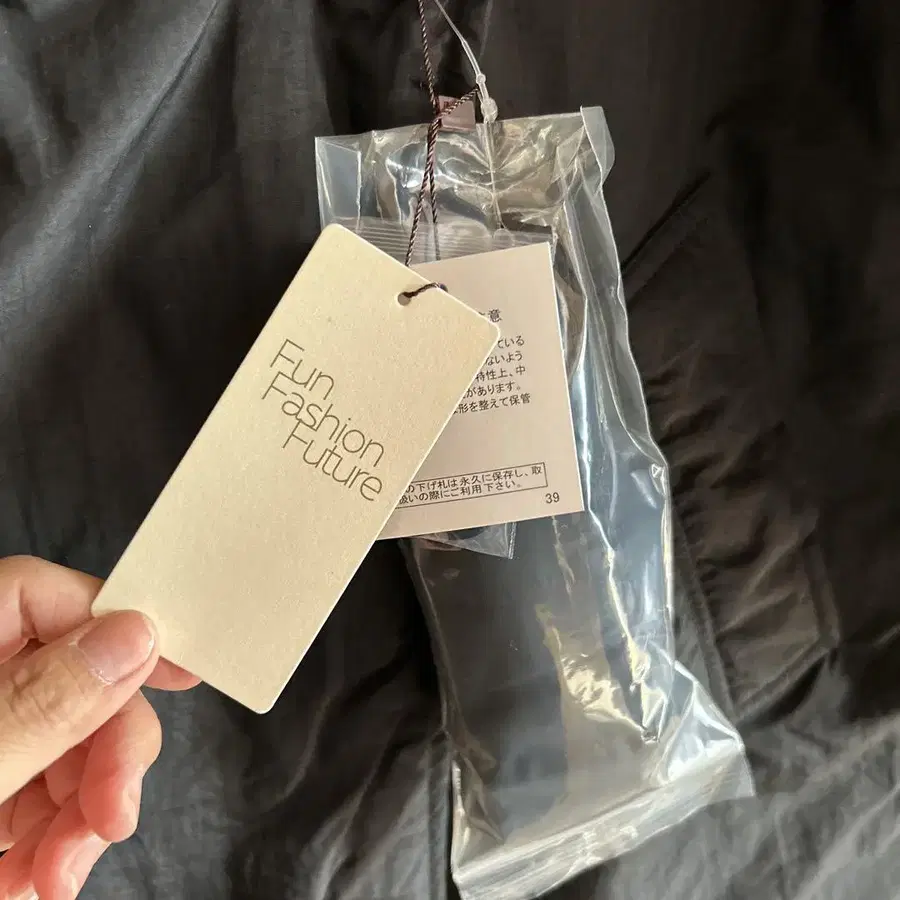 Fun
Fashion
Future
意
ている
ないよう
特性上、中
があります。
形を整えて保管
の下げ札は永久に保存し、取
扱いの際にご利用下さい。
39